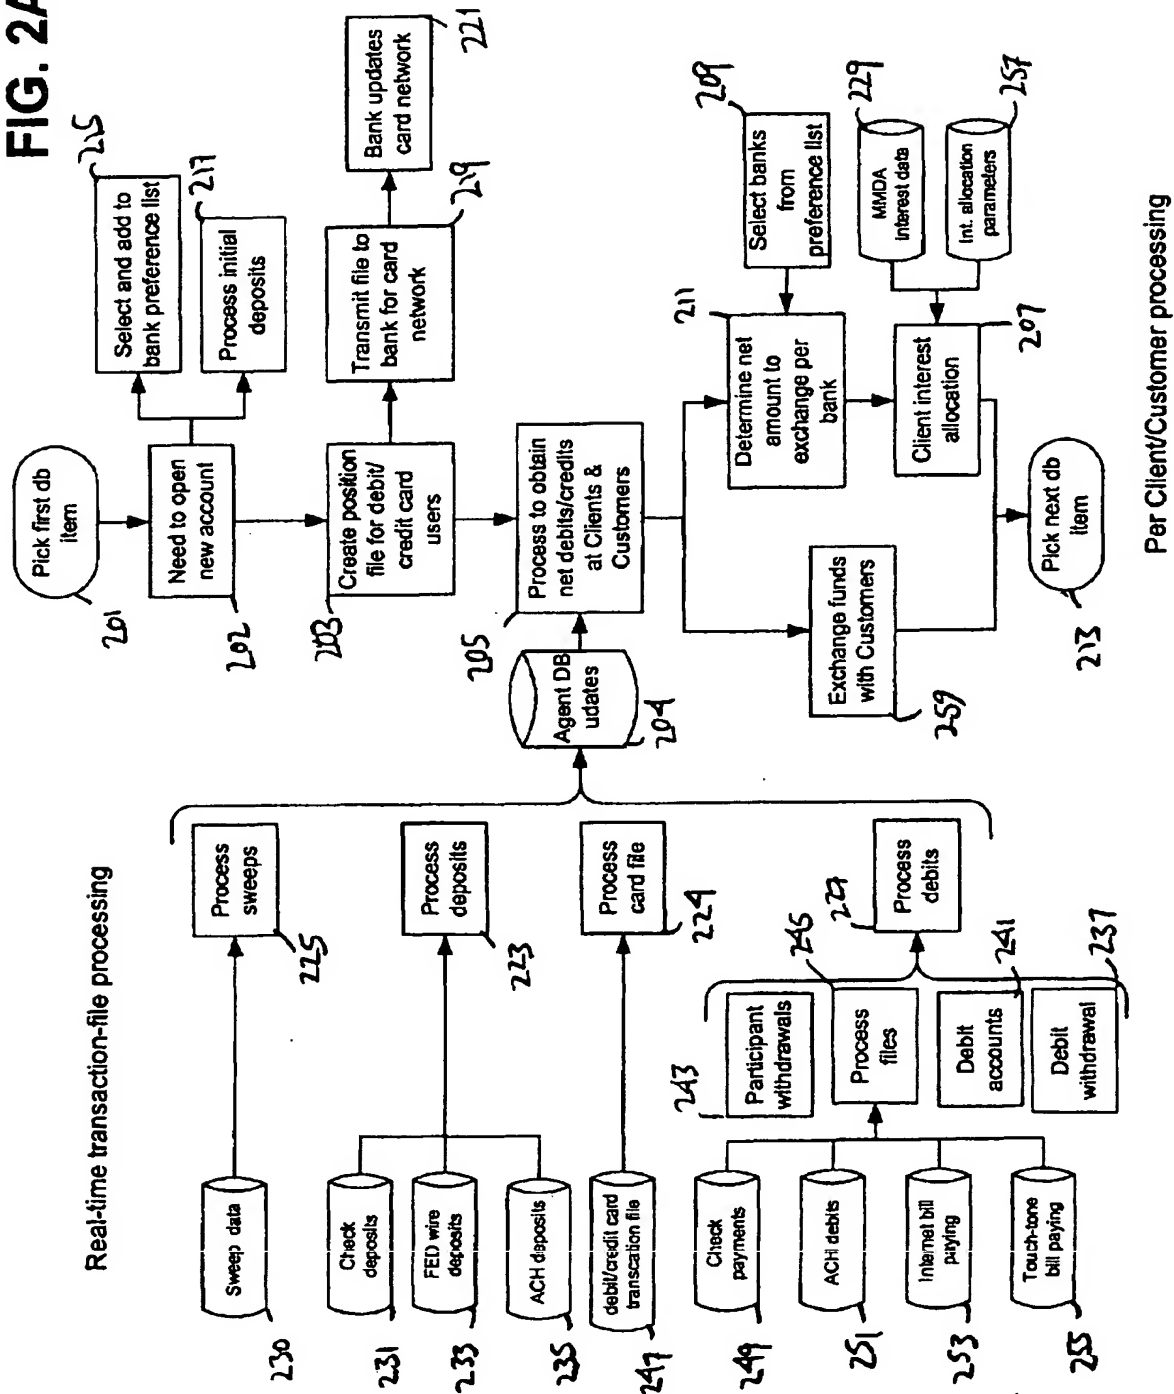 FIG. 2A
Real-time transaction-file processing
Sweep data
230
Process
sweeps
225
Check
deposits
231
FED wire
deposits
233
ACH deposits
235
Process
deposits
223
debit/credit card
transcation file
247
Process
card file
224
Check
payments
249
ACH debits
251
Internet bill
paying
253
Touch-tone
bill paying
255
243
Participant
withdrawals
Process
files
245
Debit
accounts
241
Debit
withdrawal
237
Process
debits
227
Agent DB
udates
204
Pick first db
item
201
Need to open
new account
202
Select and add to
bank preference list
215
Process initial
deposits
217
Create position
file for debit/
credit card
users
203
Transmit file to
bank for card
network
219
Bank updates
card network
221
Process to obtain
net debits/credits
at Clients &
Customers
205
Determine net
amount to
exchange per
bank
211
Select banks
from
preference list
209
MMDA
interest data
229
Int. allocation
parameters
257
Client interest
allocation
207
Exchange funds
with Customers
259
Pick next db
item
213
Per Client/Customer processing